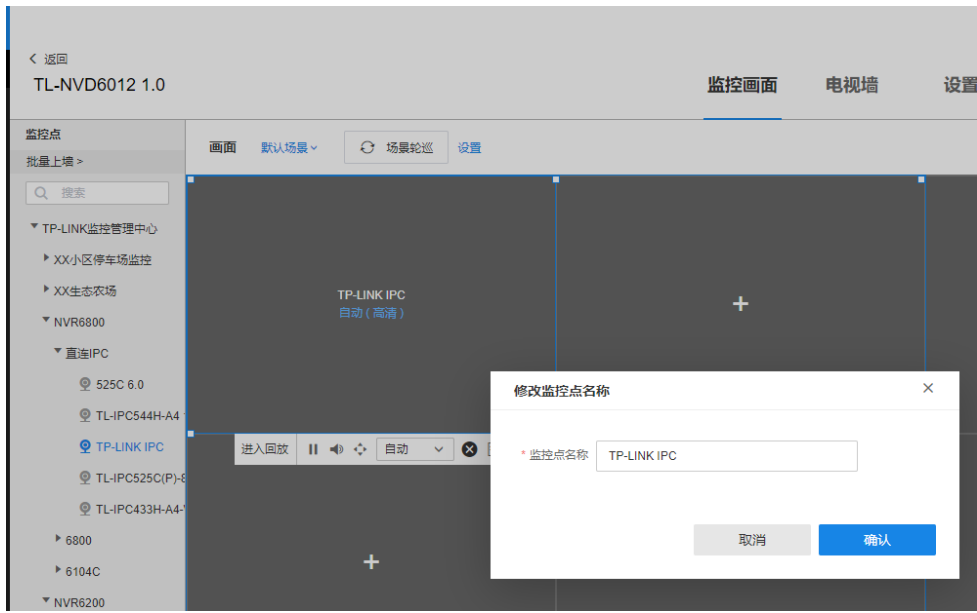 返回
TL-NVD6012 1.0
监控画面 电视墙 设置
监控点
批量上墙 >
画面 默认场景 场景轮巡 设置
搜索
TP-LINK监控管理中心
XX小区停车场监控
XX生态农场
NVR6800
直连IPC
525C 6.0
TL-IPC544H-A4
TP-LINK IPC
TL-IPC525C(P)-8
TL-IPC433H-A4-
6800
6104C
NVR6200
TP-LINK IPC
自动 ( 高清 )
+
进入回放 自动
+
修改监控点名称
* 监控点名称 TP-LINK IPC
取消 确认